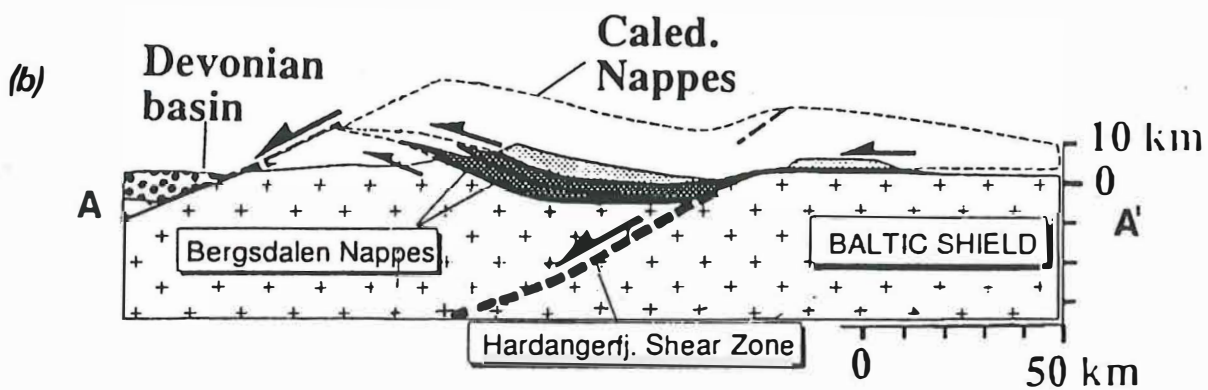 (b)
Devonian
basin
Caled.
Nappes
10 km
0
A
A'
Bergsdalen Nappes
BALTIC SHIELD
Hardangerfj. Shear Zone
0
50 km